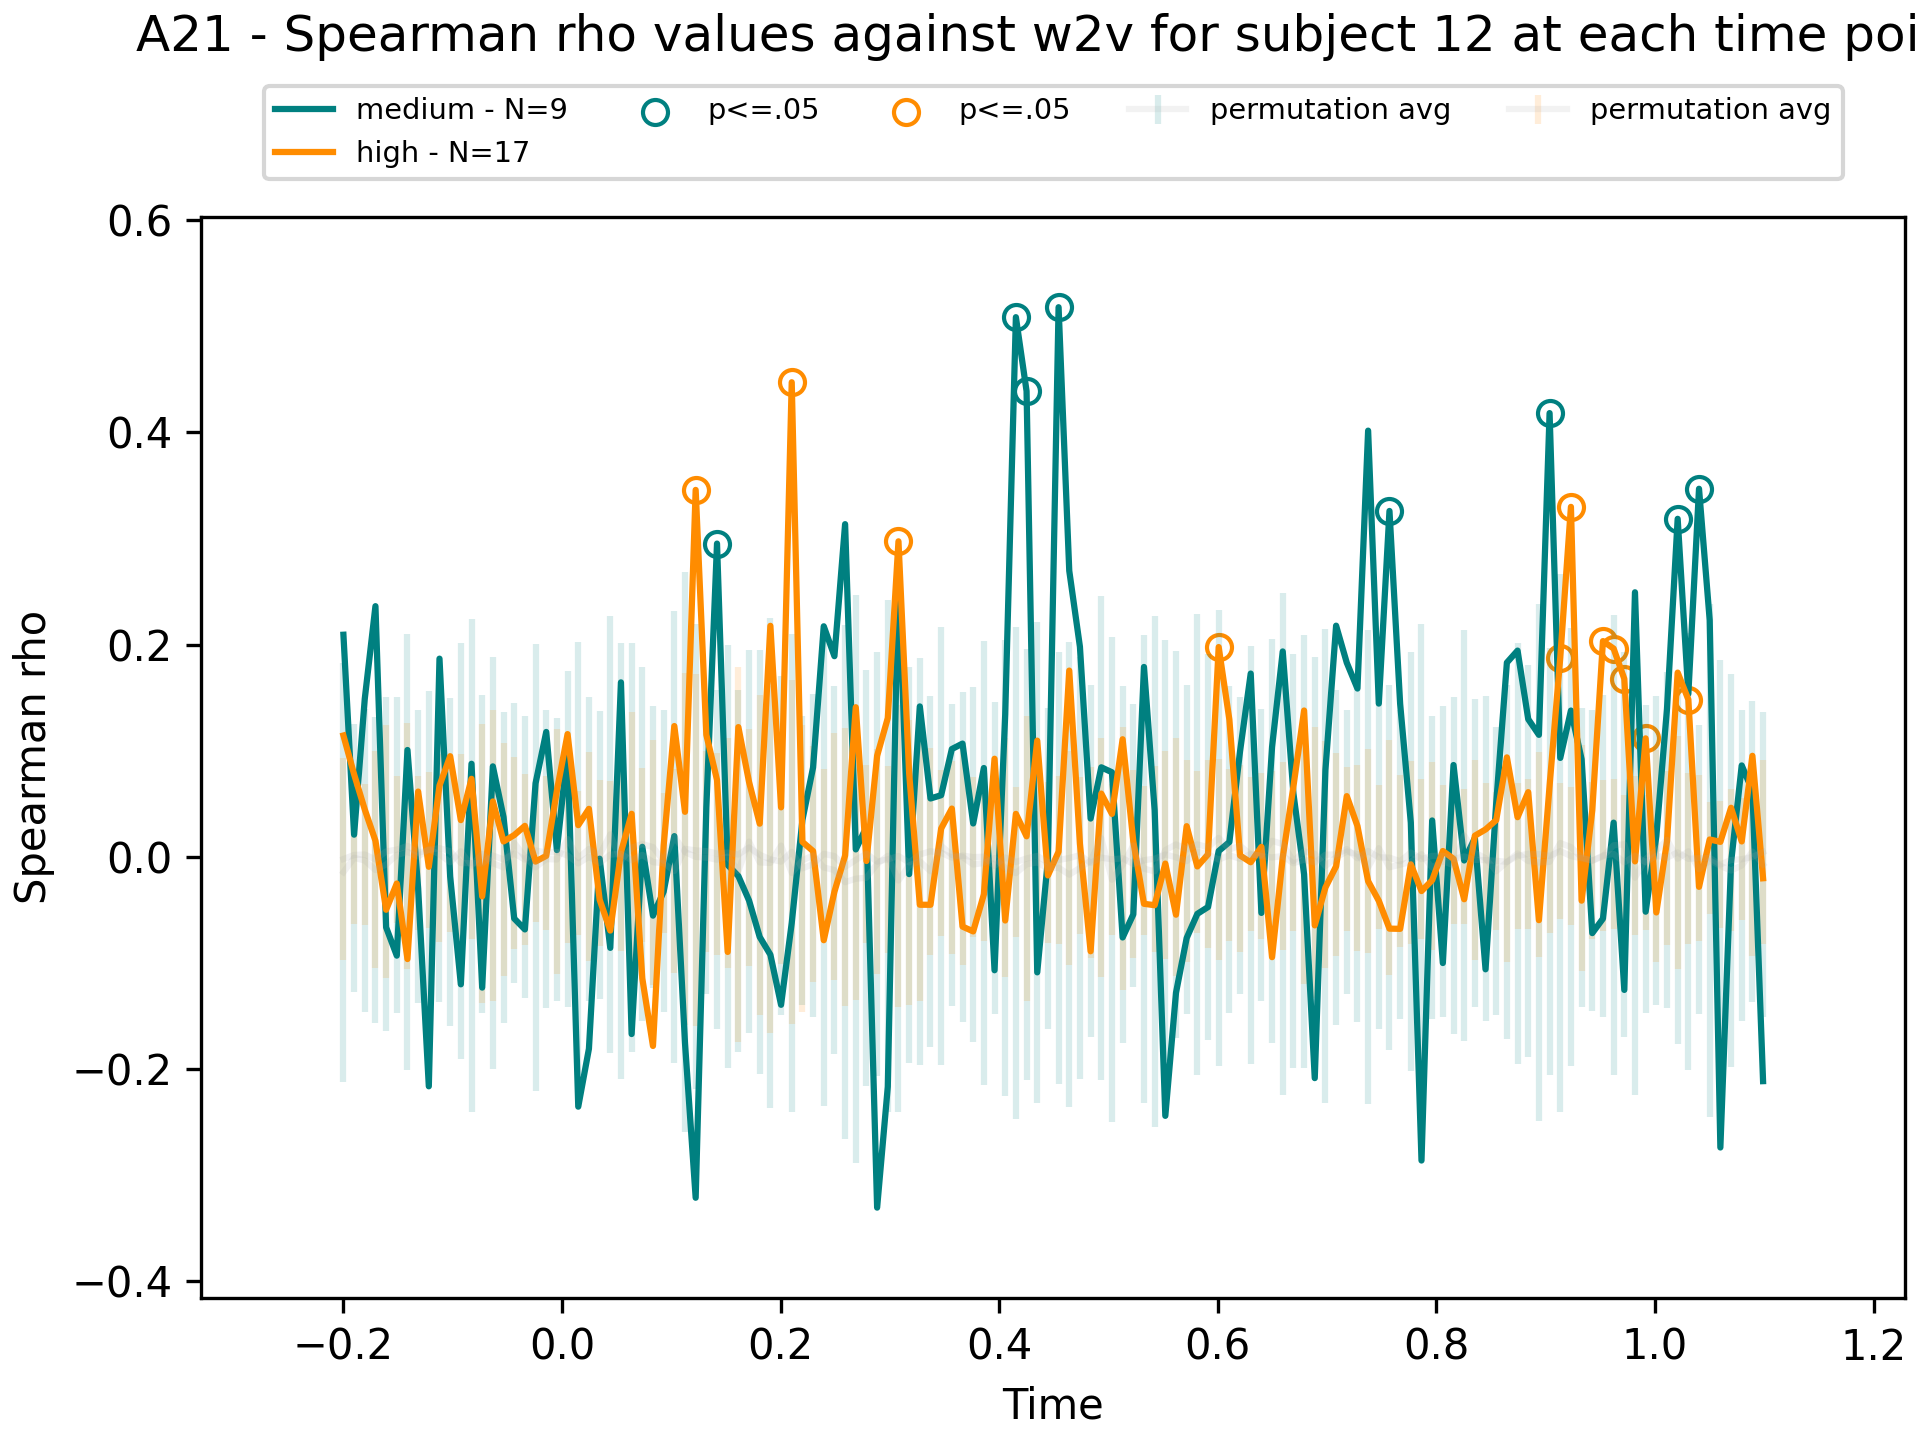 A21 - Spearman rho values against w2v for subject 12 at each time poi
medium - N=9 p<=.05 p<=.05 permutation avg permutation avg
high - N=17
0.6
0.4
0.2
0.0
−0.2
−0.4
Spearman rho
−0.2 0.0 0.2 0.4 0.6 0.8 1.0 1.2
Time